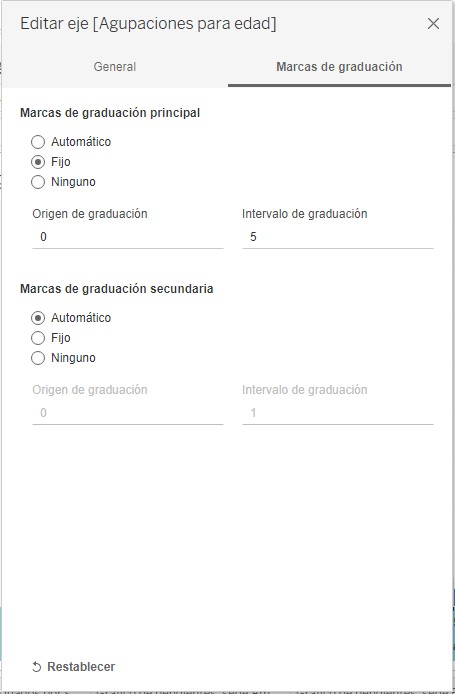 Editar eje [Agupaciones para edad]
General
Marcas de graduación
Marcas de graduación principal
Automático
Fijo
Ninguno
Origen de graduación Intervalo de graduación
0 5
Marcas de graduación secundaria
Automático
Fijo
Ninguno
Origen de graduación Intervalo de graduación
0 1
Restablecer